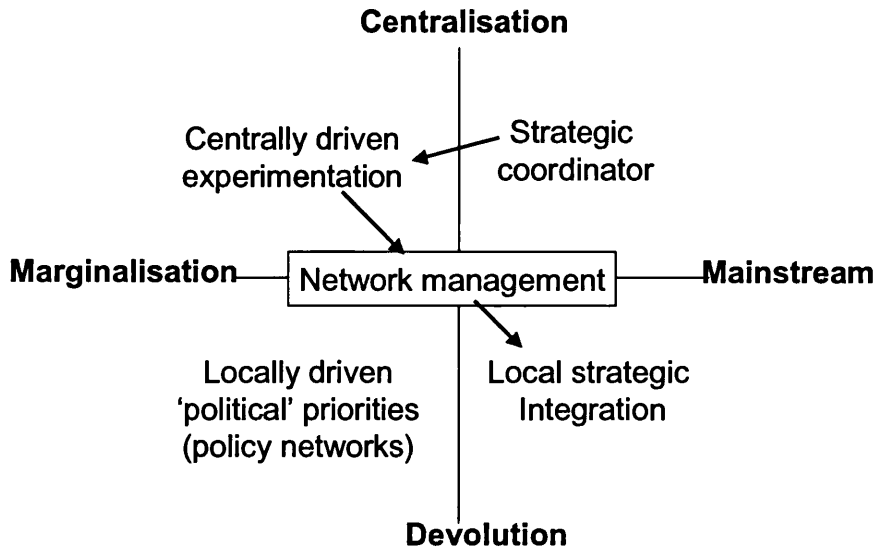 Centralisation
Centrally driven
experimentation
Strategic
coordinator
Marginalisation
Network management
Mainstream
Locally driven
‘political’ priorities
(policy networks)
Local strategic
Integration
Devolution